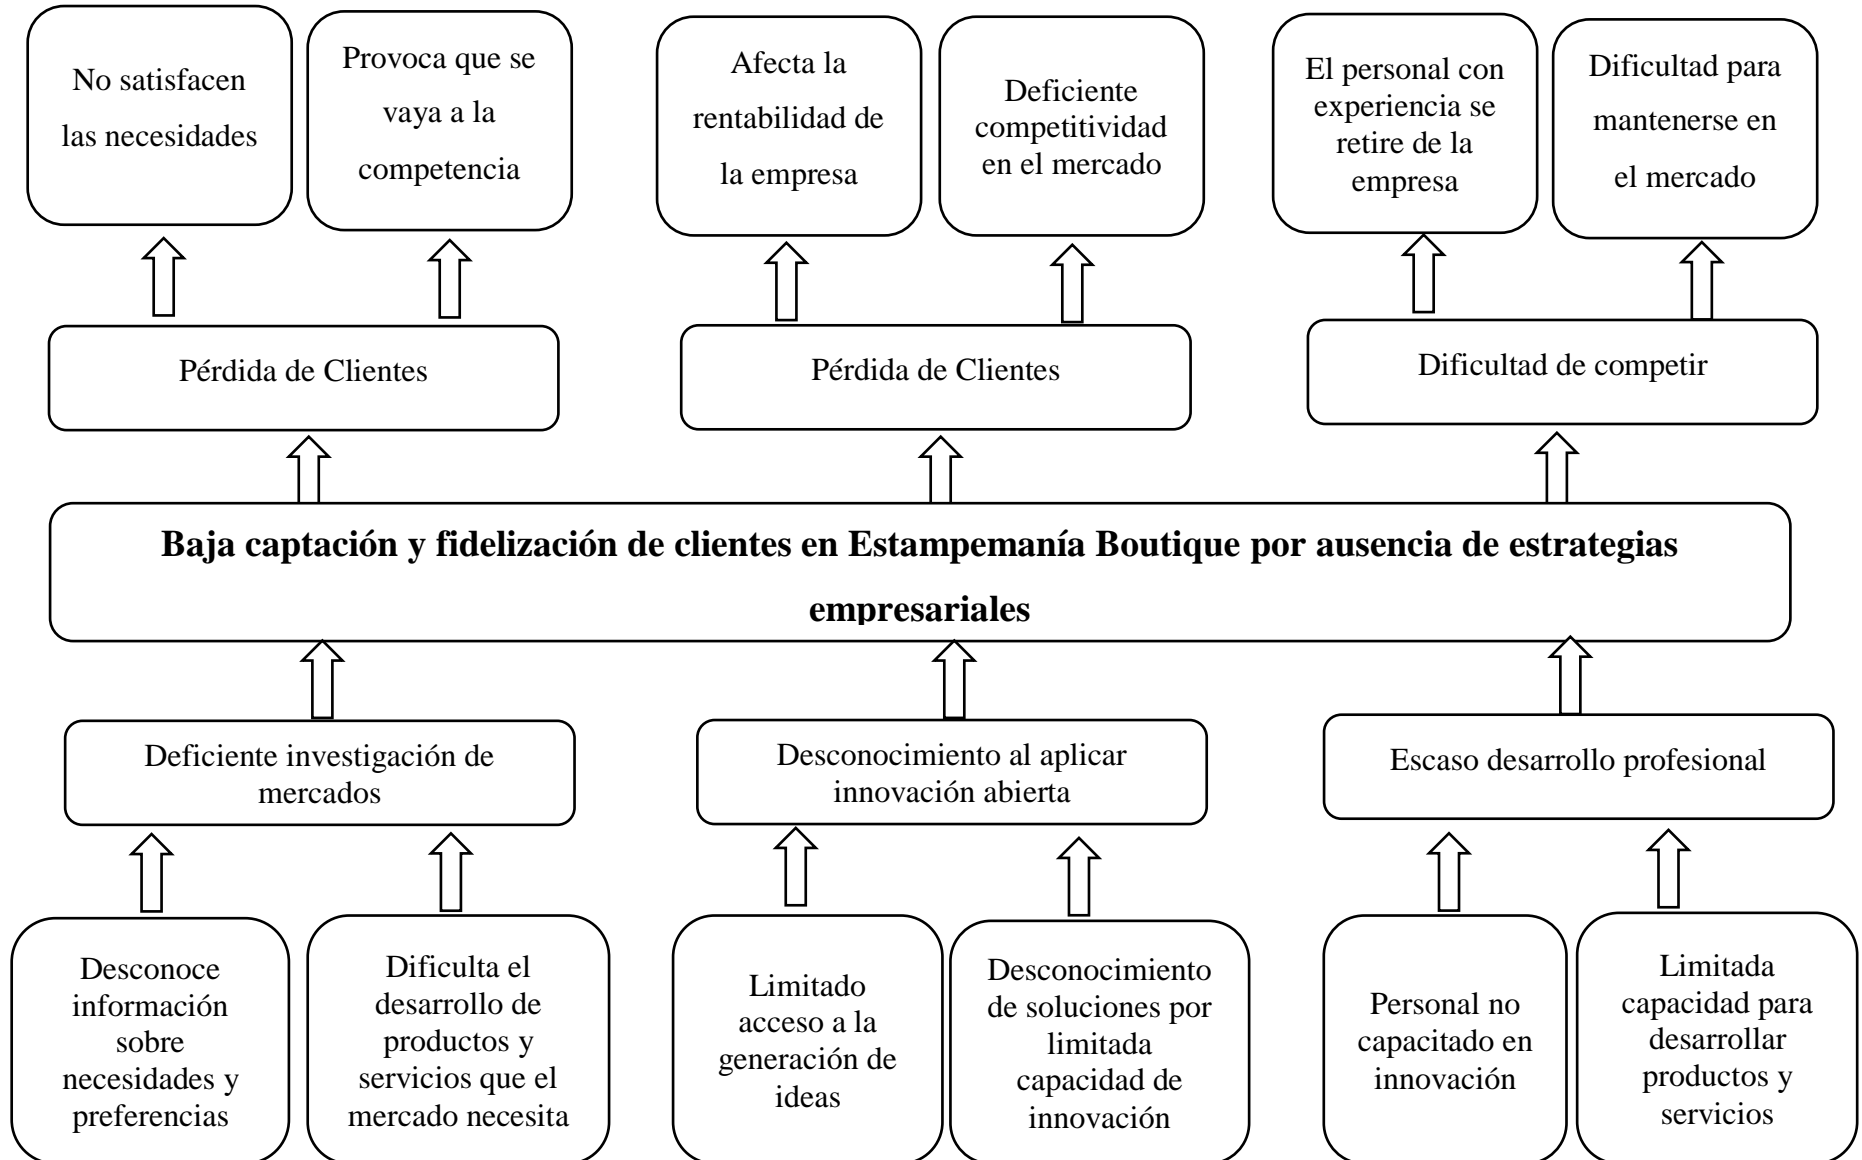 No satisfacen
las necesidades
Provoca que se
vaya a la
competencia
Afecta la
rentabilidad de
la empresa
Deficiente
competitividad
en el mercado
El personal con
experiencia se
retire de la
empresa
Dificultad para
mantenerse en
el mercado
Pérdida de Clientes
Pérdida de Clientes
Dificultad de competir
Baja captación y fidelización de clientes en Estampemanía Boutique por ausencia de estrategias
empresariales
Deficiente investigación de
mercados
Desconocimiento al aplicar
innovación abierta
Escaso desarrollo profesional
Desconoce
información
sobre
necesidades y
preferencias
Dificulta el
desarrollo de
productos y
servicios que el
mercado necesita
Limitado
acceso a la
generación de
ideas
Desconocimiento
de soluciones por
limitada
capacidad de
innovación
Personal no
capacitado en
innovación
Limitada
capacidad para
desarrollar
productos y
servicios